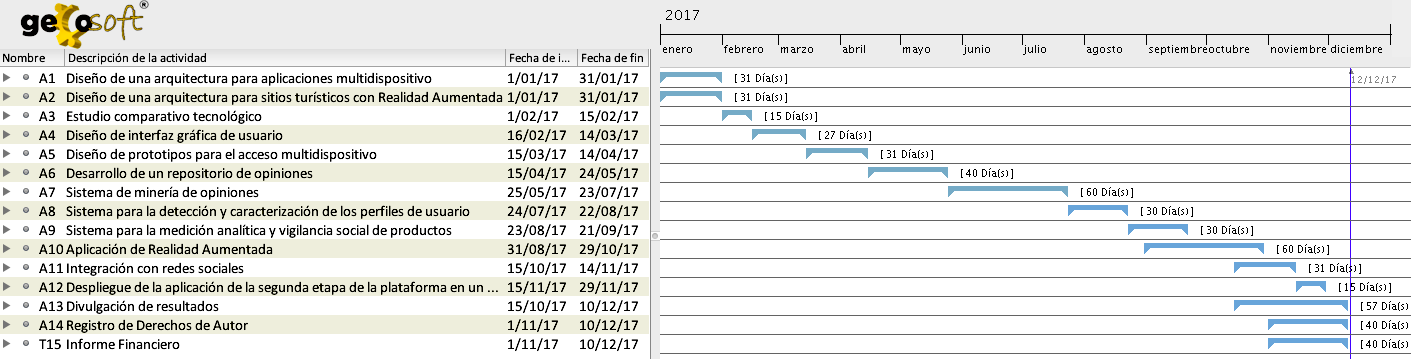 geco soft ®
2017
enero febrero marzo abril mayo junio julio agosto septiembre octubre noviembre diciembre
Nombre Descripción de la actividad Fecha de i... Fecha de fin
12/12/17
A1 Diseño de una arquitectura para aplicaciones multidispositivo 1/01/17 31/01/17 [ 31 Día(s) ]
A2 Diseño de una arquitectura para sitios turísticos con Realidad Aumentada 1/01/17 31/01/17 [ 31 Día(s) ]
A3 Estudio comparativo tecnológico 1/02/17 15/02/17 [ 15 Día(s) ]
A4 Diseño de interfaz gráfica de usuario 16/02/17 14/03/17 [ 27 Día(s) ]
A5 Diseño de prototipos para el acceso multidispositivo 15/03/17 14/04/17 [ 31 Día(s) ]
A6 Desarrollo de un repositorio de opiniones 15/04/17 24/05/17 [ 40 Día(s) ]
A7 Sistema de minería de opiniones 25/05/17 23/07/17 [ 60 Día(s) ]
A8 Sistema para la detección y caracterización de los perfiles de usuario 24/07/17 22/08/17 [ 30 Día(s) ]
A9 Sistema para la medición analítica y vigilancia social de productos 23/08/17 21/09/17 [ 30 Día(s) ]
A10 Aplicación de Realidad Aumentada 31/08/17 29/10/17 [ 60 Día(s) ]
A11 Integración con redes sociales 15/10/17 14/11/17 [ 31 Día(s) ]
A12 Despliegue de la aplicación de la segunda etapa de la plataforma en un ... 15/11/17 29/11/17 [ 15 Día(s) ]
A13 Divulgación de resultados 15/10/17 10/12/17 [ 57 Día(s)
A14 Registro de Derechos de Autor 1/11/17 10/12/17 [ 40 Día(s)
T15 Informe Financiero 1/11/17 10/12/17 [ 40 Día(s)